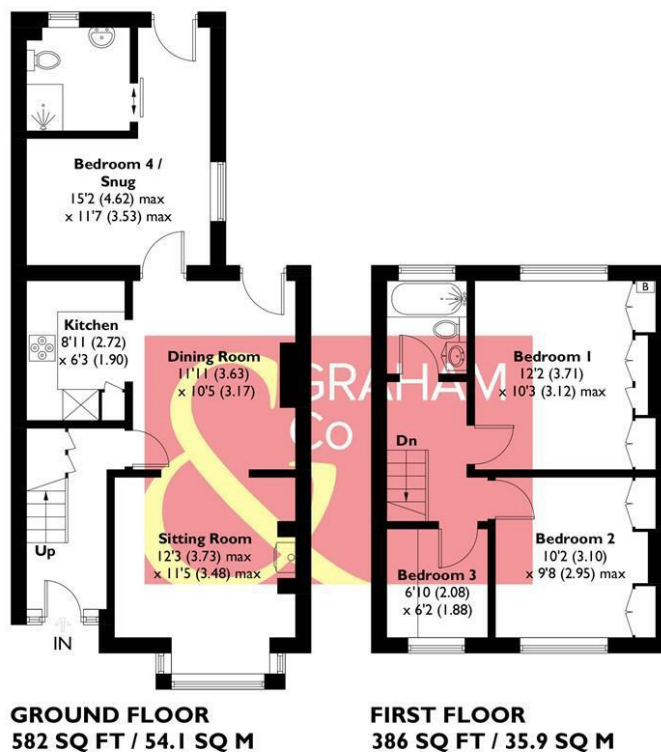 Bedroom 4 /
Snug
15'2 (4.62) max
x 11'7 (3.53) max
Kitchen
8'11 (2.72)
x 6'3 (1.90)
Dining Room
11'11 (3.63)
x 10'5 (3.17)
Up
IN
Sitting Room
12'3 (3.73) max
x 11'5 (3.48) max
B
Bedroom 1
12'2 (3.71)
x 10'3 (3.12) max
Dn
Bedroom 2
10'2 (3.10)
x 9'8 (2.95) max
Bedroom 3
6'10 (2.08)
x 6'2 (1.88)
GRAHAM
&
Co
GROUND FLOOR
582 SQ FT / 54.1 SQ M
FIRST FLOOR
386 SQ FT / 35.9 SQ M